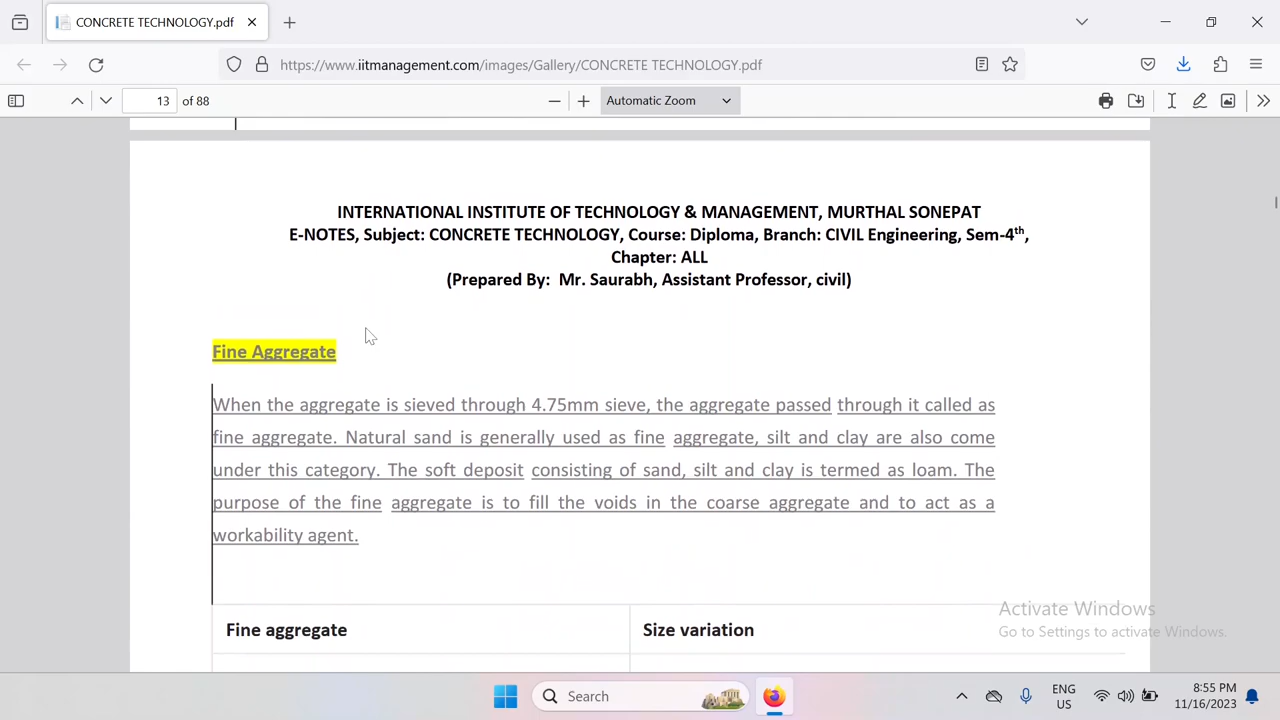 CONCRETE TECHNOLOGY.pdf
https://www.iitmanagement.com/images/Gallery/CONCRETE TECHNOLOGY.pdf
13 of 88
Automatic Zoom
INTERNATIONAL INSTITUTE OF TECHNOLOGY & MANAGEMENT, MURTHAL SONEPAT
E-NOTES, Subject: CONCRETE TECHNOLOGY, Course: Diploma, Branch: CIVIL Engineering, Sem-4th,
Chapter: ALL
(Prepared By: Mr. Saurabh, Assistant Professor, civil)
Fine Aggregate
When the aggregate is sieved through 4.75mm sieve, the aggregate passed through it called as
fine aggregate. Natural sand is generally used as fine aggregate, silt and clay are also come
under this category. The soft deposit consisting of sand, silt and clay is termed as loam. The
purpose of the fine aggregate is to fill the voids in the coarse aggregate and to act as a
workability agent.
Fine aggregate Size variation
Activate Windows
Go to Settings to activate Windows.
Search
ENG
US
8:55 PM
11/16/2023